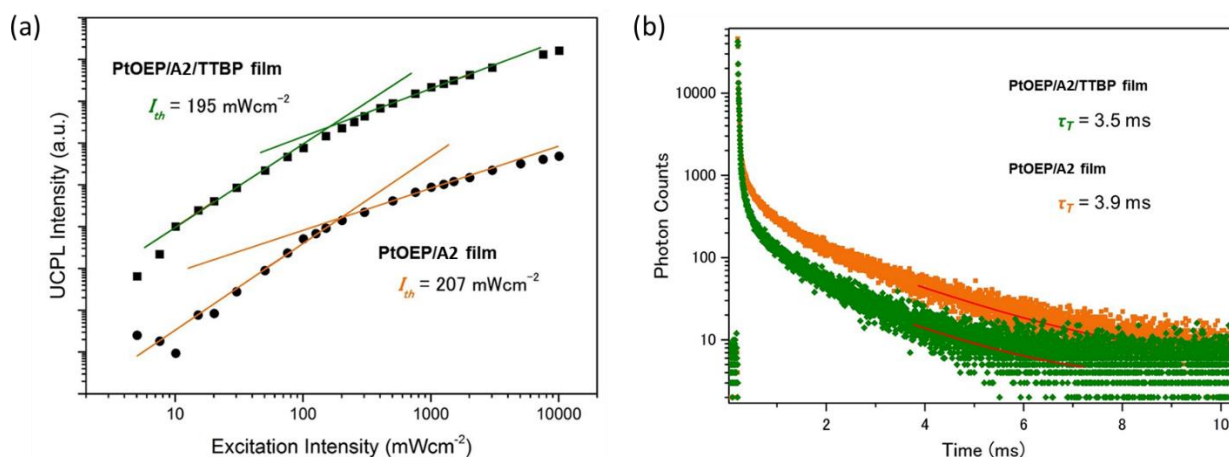 (a)
PtOEP/A2/TTBP film
Ith = 195 mWcm⁻²
PtOEP/A2 film
Ith = 207 mWcm⁻²
UCPL Intensity (a.u.)
10
100
1000
10000
Excitation Intensity (mWcm⁻²)
(b)
PtOEP/A2/TTBP film
τT = 3.5 ms
PtOEP/A2 film
τT = 3.9 ms
Photon Counts
10000
1000
100
10
2
4
6
8
10
Time (ms)